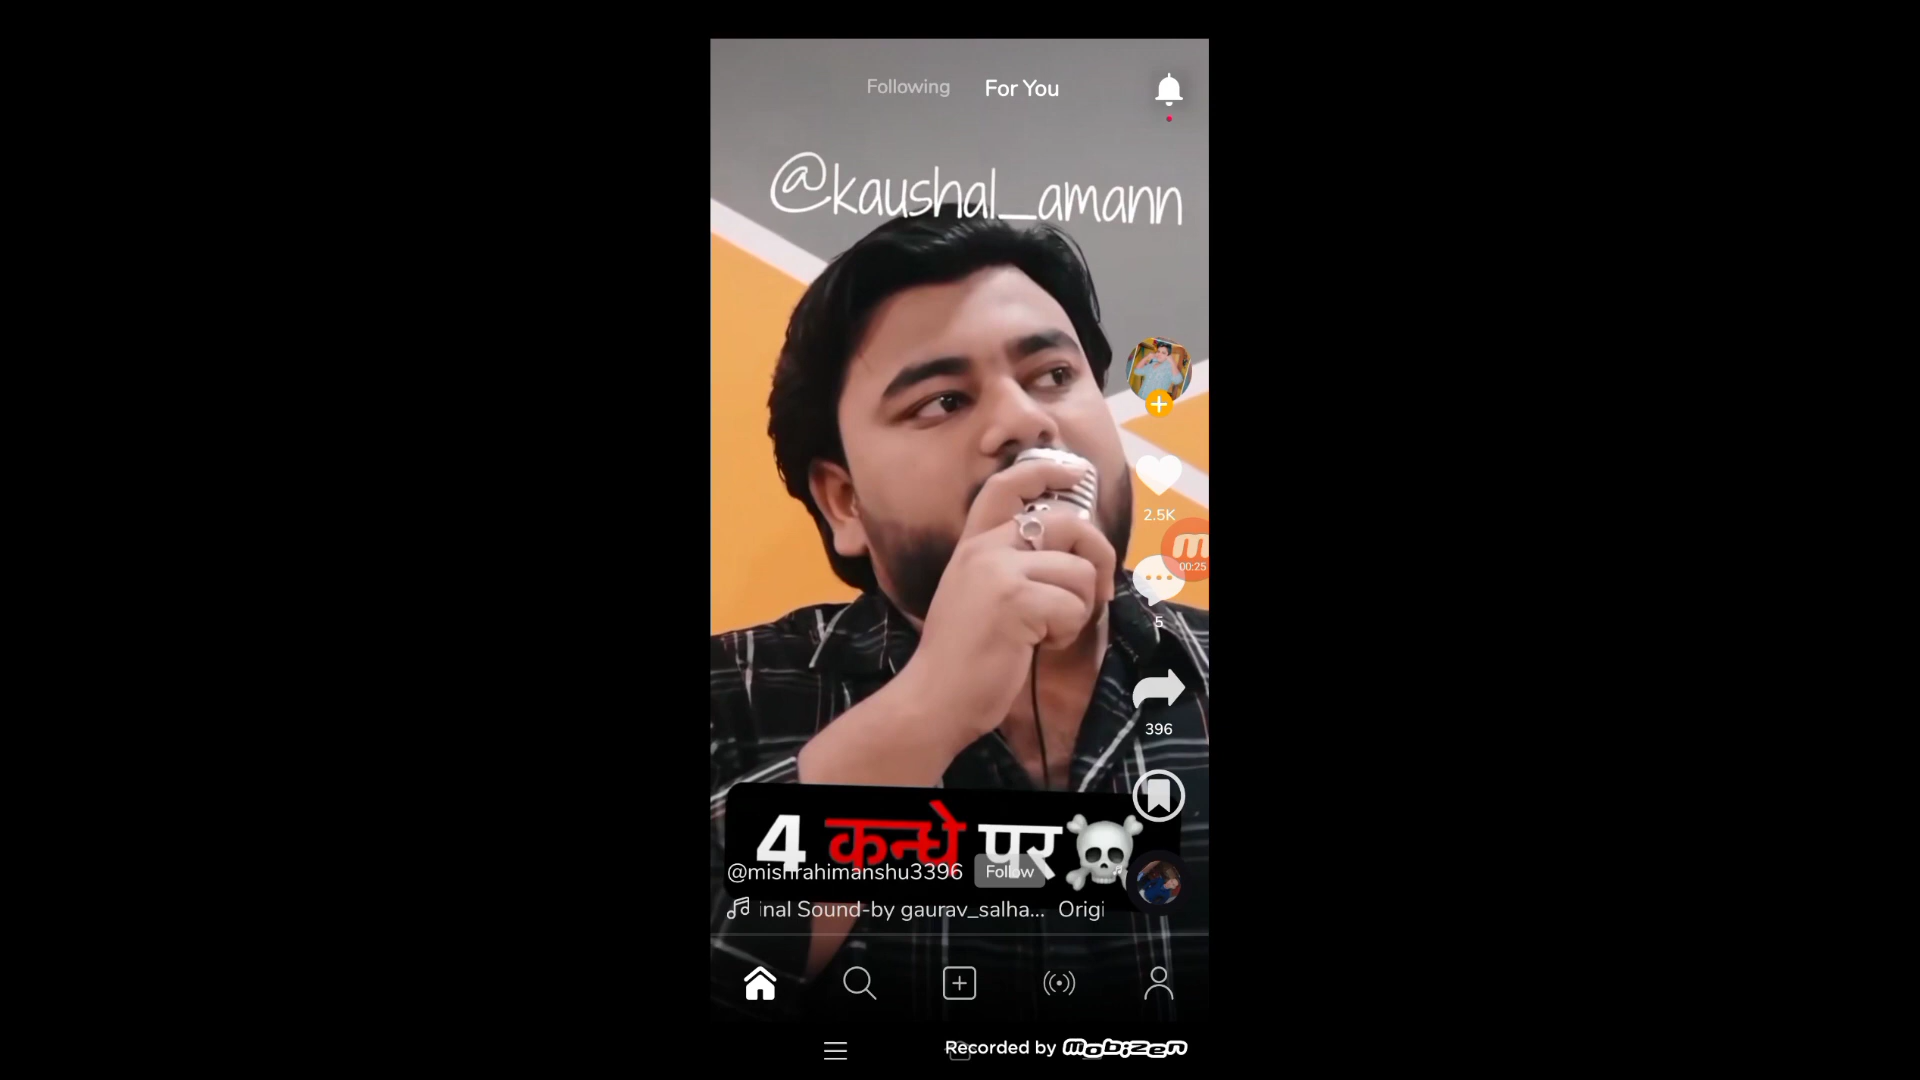 Following For You
@kaushal_amann
2.5K
m
00:25
5
396
4 कन्धे पर
@mishrahimanshu3396 Follow
inal Sound-by gaurav_salha... Origi
Recorded by mobizen